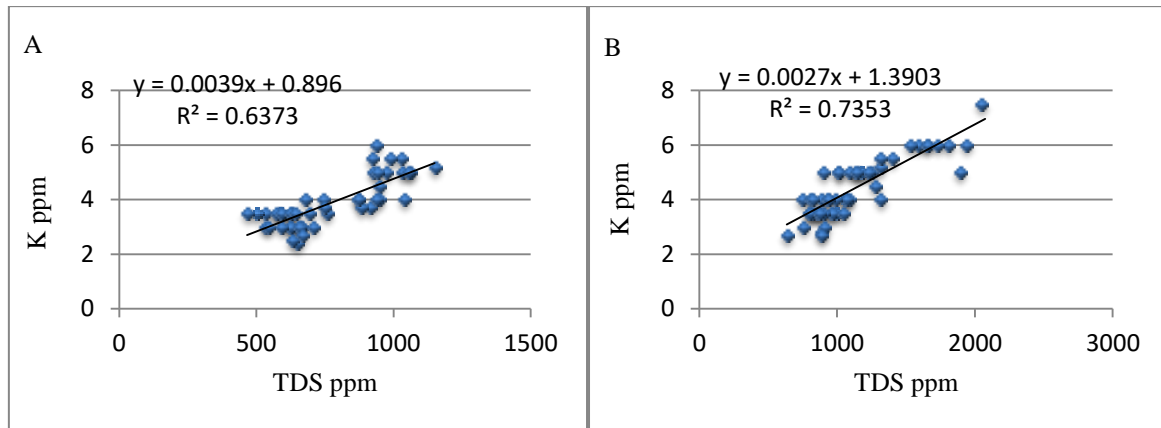 A
y = 0.0039x + 0.896
R² = 0.6373
8
6
4
2
0
K ppm
0 500 1000 1500
TDS ppm
B
y = 0.0027x + 1.3903
R² = 0.7353
8
6
4
2
0
K ppm
0 1000 2000 3000
TDS ppm